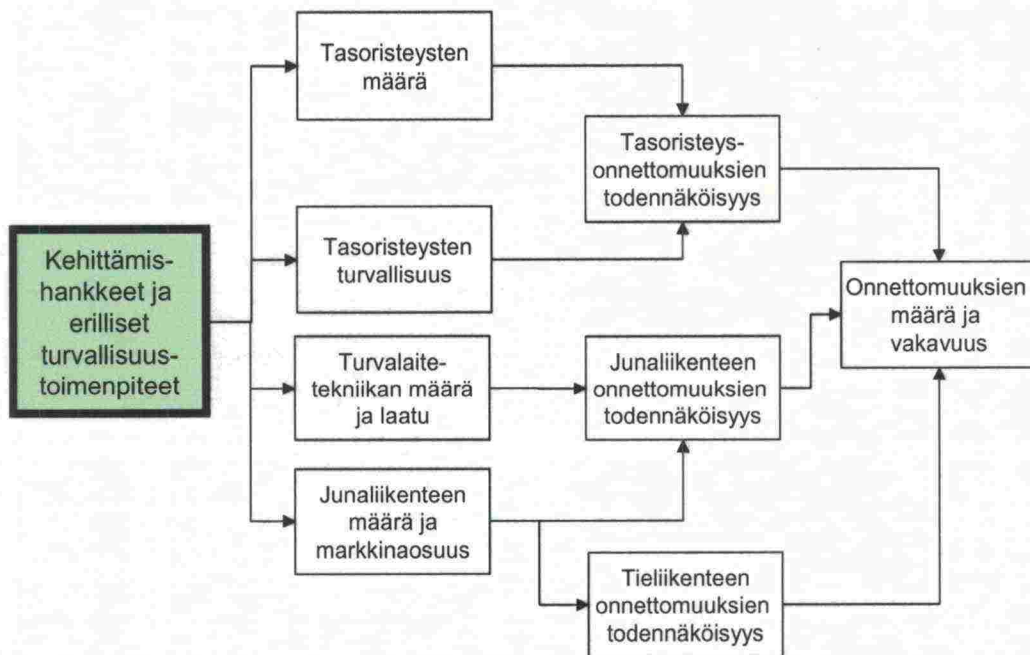 Kehittämis-
hankkeet ja
erilliset
turvallisuus-
toimenpiteet
Tasoristeysten
määrä
Tasoristeysten
turvallisuus
Turvalaite-
tekniikan määrä
ja laatu
Junaliikenteen
määrä ja
markkinaosuus
Tasoristeys-
onnettomuuksien
todennäköisyys
Junaliikenteen
onnettomuuksien
todennäköisyys
Tieliikenteen
onnettomuuksien
todennäköisyys
Onnettomuuksien
määrä ja
vakavuus